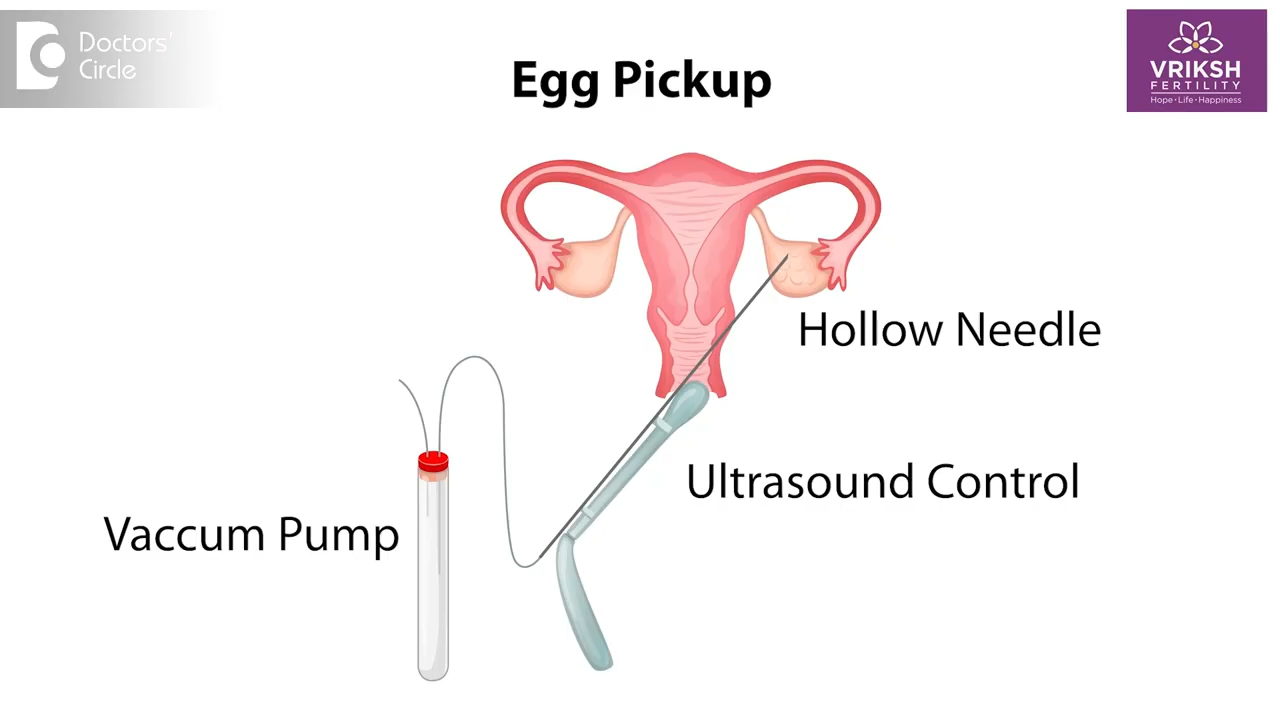 Doctors'
Circle
Egg Pickup
VRIKSH
FERTILITY
Hope•Life•Happiness
Hollow Needle
Ultrasound Control
Vaccum Pump